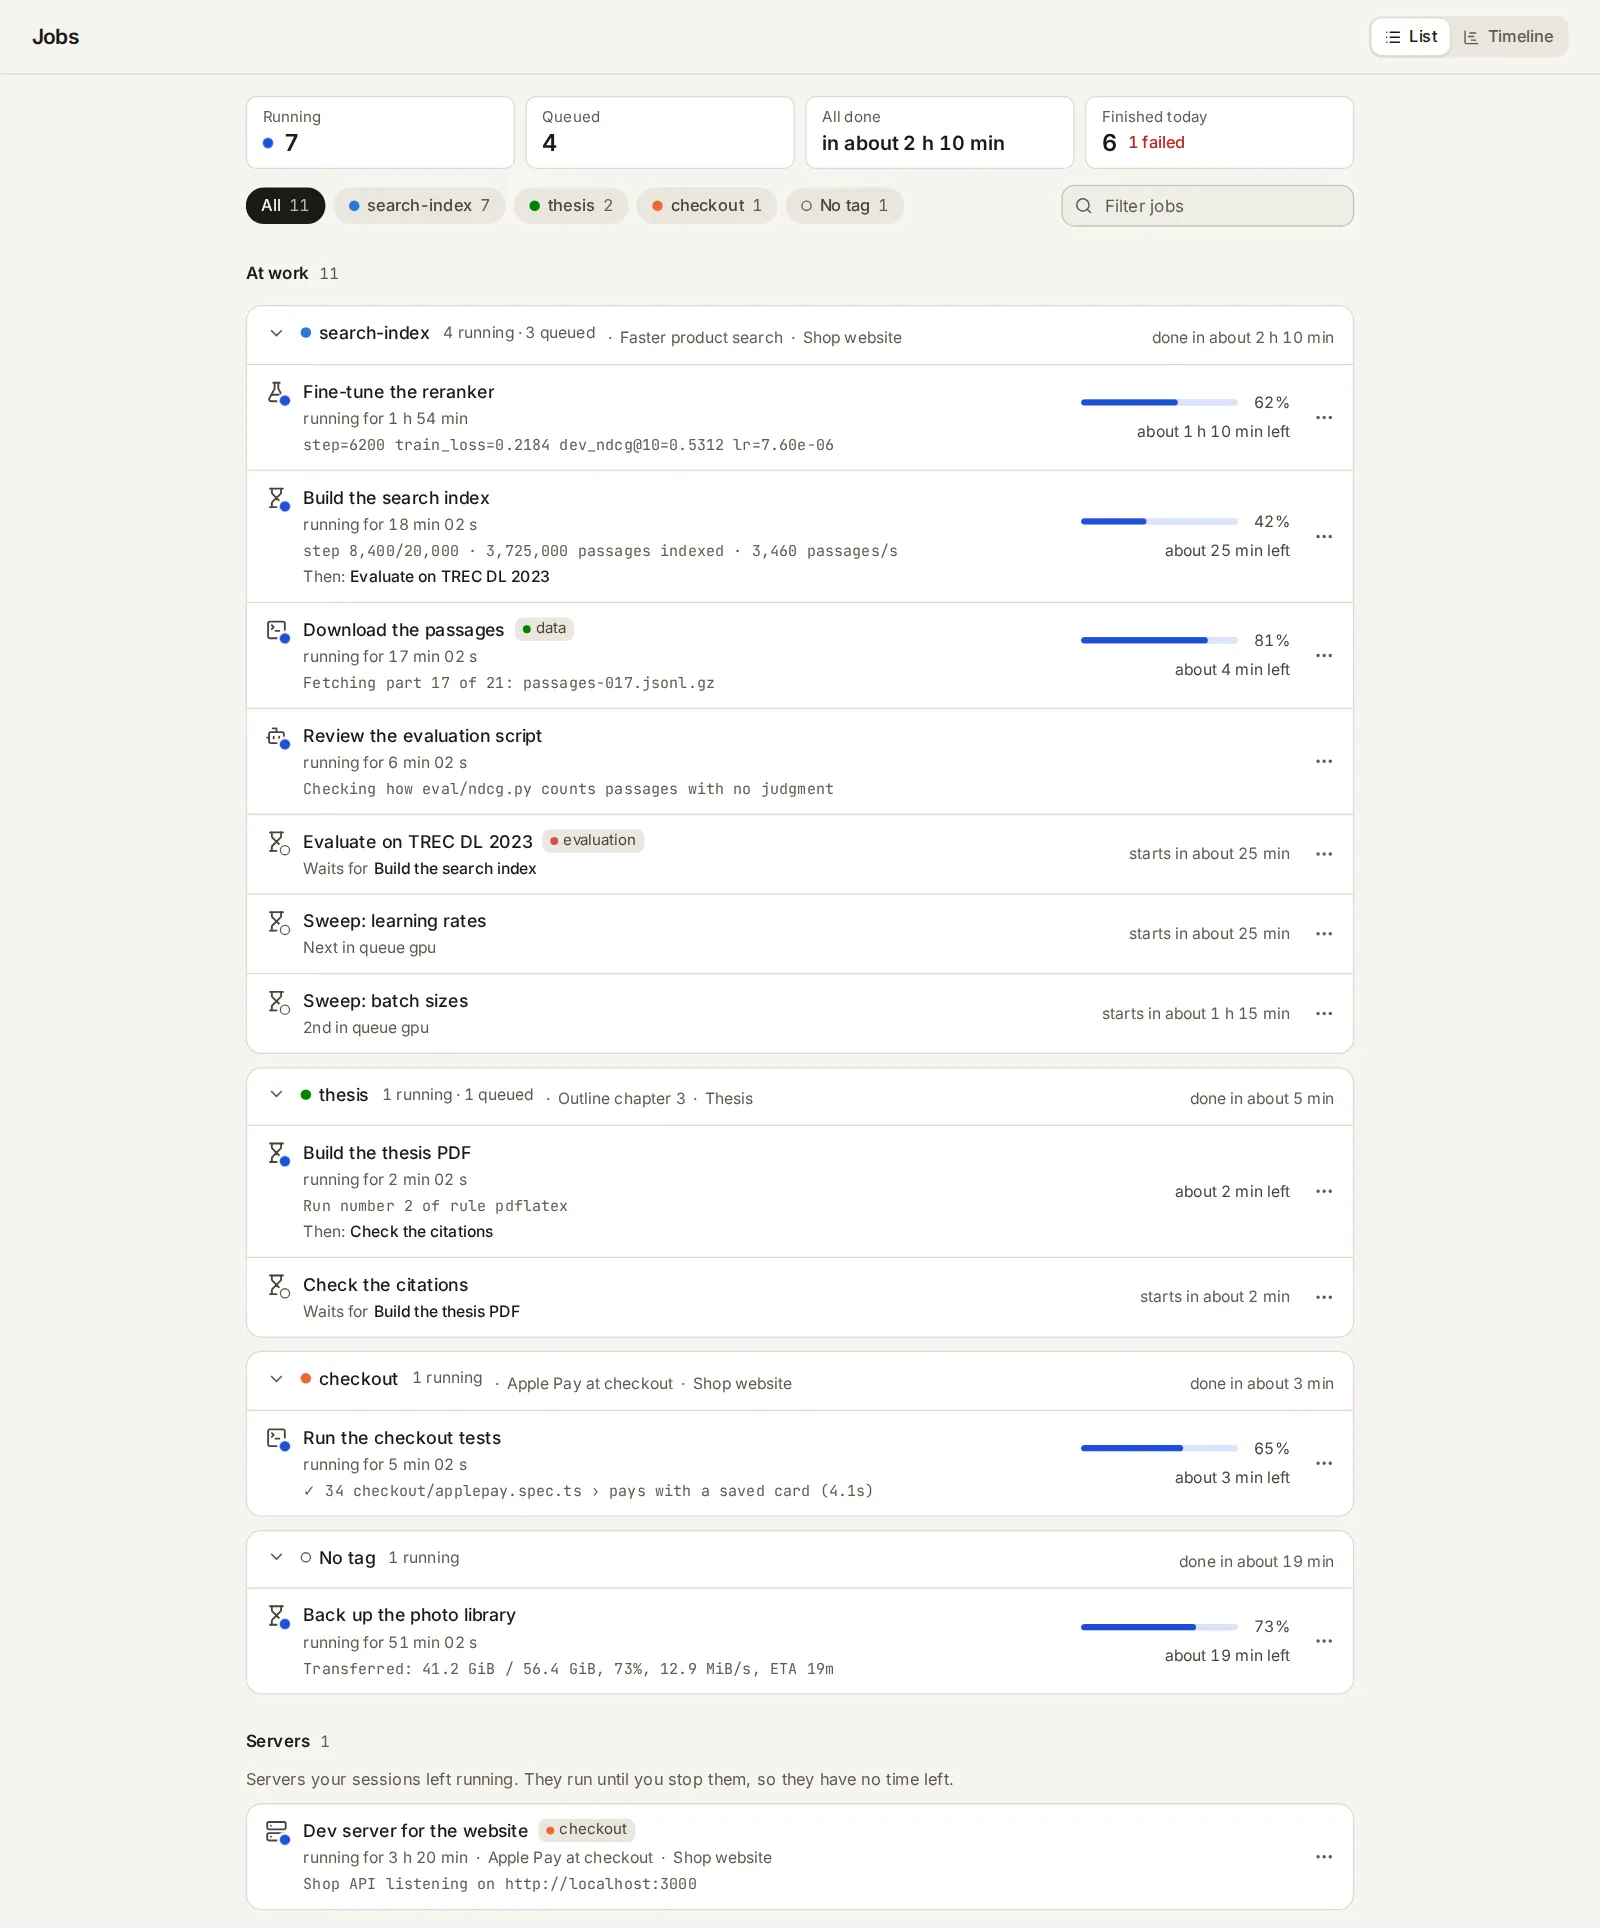 Jobs
List
Timeline
Running
7
Queued
4
All done
in about 2 h 10 min
Finished today
6 1 failed
All 11
search-index 7
thesis 2
checkout 1
No tag 1
Filter jobs
At work 11
search-index 4 running · 3 queued · Faster product search · Shop website
done in about 2 h 10 min
Fine-tune the reranker
running for 1 h 54 min
step=6200 train_loss=0.2184 dev_ndcg@10=0.5312 lr=7.60e-06
62%
about 1 h 10 min left
Build the search index
running for 18 min 02 s
step 8,400/20,000 · 3,725,000 passages indexed · 3,460 passages/s
Then: Evaluate on TREC DL 2023
42%
about 25 min left
Download the passages data
running for 17 min 02 s
Fetching part 17 of 21: passages-017.jsonl.gz
81%
about 4 min left
Review the evaluation script
running for 6 min 02 s
Checking how eval/ndcg.py counts passages with no judgment
Evaluate on TREC DL 2023 evaluation
Waits for Build the search index
starts in about 25 min
Sweep: learning rates
Next in queue gpu
starts in about 25 min
Sweep: batch sizes
2nd in queue gpu
starts in about 1 h 15 min
thesis 1 running · 1 queued · Outline chapter 3 · Thesis
done in about 5 min
Build the thesis PDF
running for 2 min 02 s
Run number 2 of rule pdflatex
Then: Check the citations
about 2 min left
Check the citations
Waits for Build the thesis PDF
starts in about 2 min
checkout 1 running · Apple Pay at checkout · Shop website
done in about 3 min
Run the checkout tests
running for 5 min 02 s
✓ 34 checkout/applepay.spec.ts › pays with a saved card (4.1s)
65%
about 3 min left
No tag 1 running
done in about 19 min
Back up the photo library
running for 51 min 02 s
Transferred: 41.2 GiB / 56.4 GiB, 73%, 12.9 MiB/s, ETA 19m
73%
about 19 min left
Servers 1
Servers your sessions left running. They run until you stop them, so they have no time left.
Dev server for the website checkout
running for 3 h 20 min · Apple Pay at checkout · Shop website
Shop API listening on http://localhost:3000